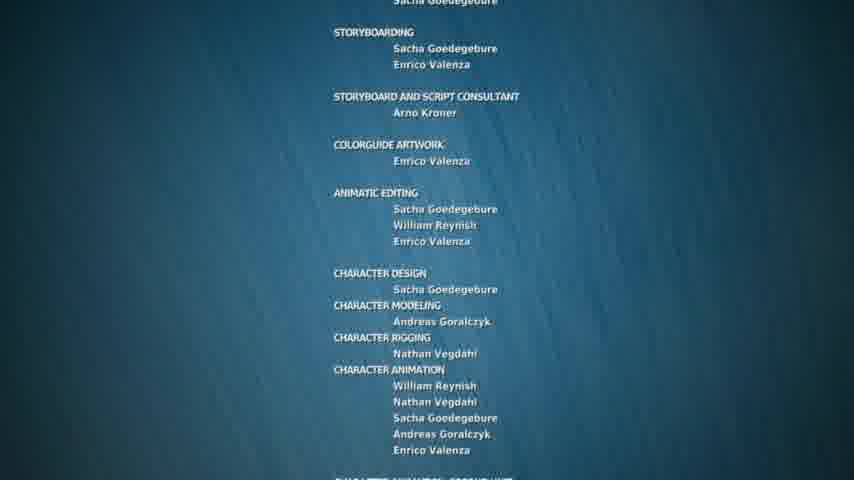 Sacha Goedegebure
STORYBOARDING
Sacha Goedegebure
Enrico Valenza
STORYBOARD AND SCRIPT CONSULTANT
Arno Kroner
COLORGUIDE ARTWORK
Enrico Valenza
ANIMATIC EDITING
Sacha Goedegebure
William Reynish
Enrico Valenza
CHARACTER DESIGN
Sacha Goedegebure
CHARACTER MODELING
Andreas Goralczyk
CHARACTER RIGGING
Nathan Vegdahl
CHARACTER ANIMATION
William Reynish
Nathan Vegdahl
Sacha Goedegebure
Andreas Goralczyk
Enrico Valenza